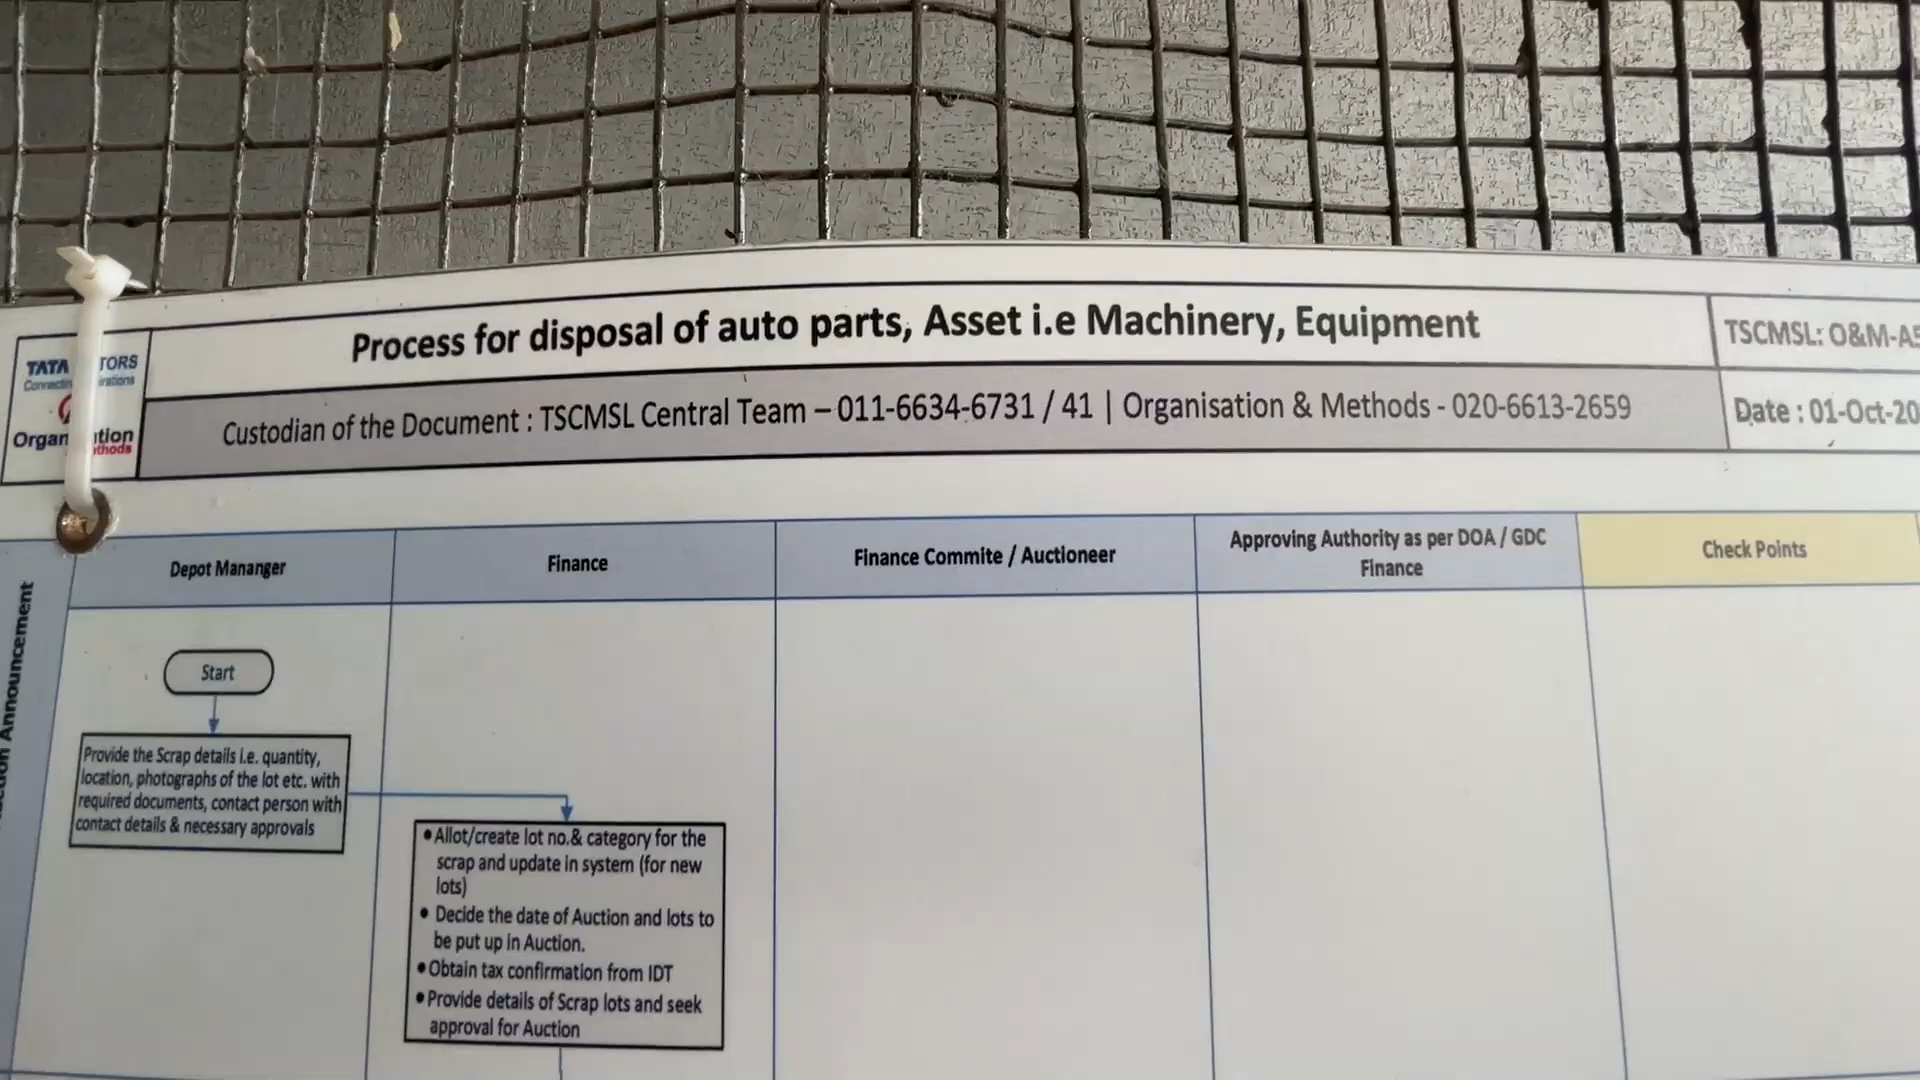 Process for disposal of auto parts, Asset i.e Machinery, Equipment
TSCMSL: O&M-A5
Custodian of the Document : TSCMSL Central Team – 011-6634-6731 / 41 | Organisation & Methods - 020-6613-2659
Date : 01-Oct-20
TATA TORS
Depot Mananger
Finance
Finance Commite / Auctioneer
Approving Authority as per DOA / GDC
Finance
Check Points
Announcement
Start
Provide the Scrap details i.e. quantity,
location, photographs of the lot etc. with
required documents, contact person with
contact details & necessary approvals
• Allot/create lot no.& category for the
scrap and update in system (for new
lots)
• Decide the date of Auction and lots to
be put up in Auction.
• Obtain tax confirmation from IDT
• Provide details of Scrap lots and seek
approval for Auction